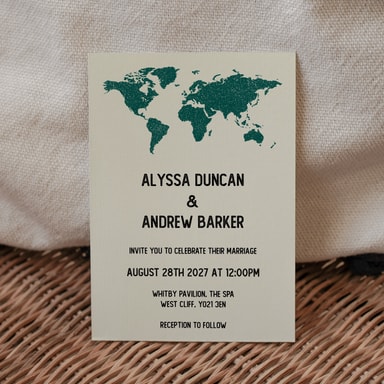 ALYSSA DUNCAN
&
ANDREW BARKER
INVITE YOU TO CELEBRATE THEIR MARRIAGE
AUGUST 28TH 2027 AT 12:00PM
WHITBY PAVILION, THE SPA
WEST CLIFF, YO21 3EN
RECEPTION TO FOLLOW